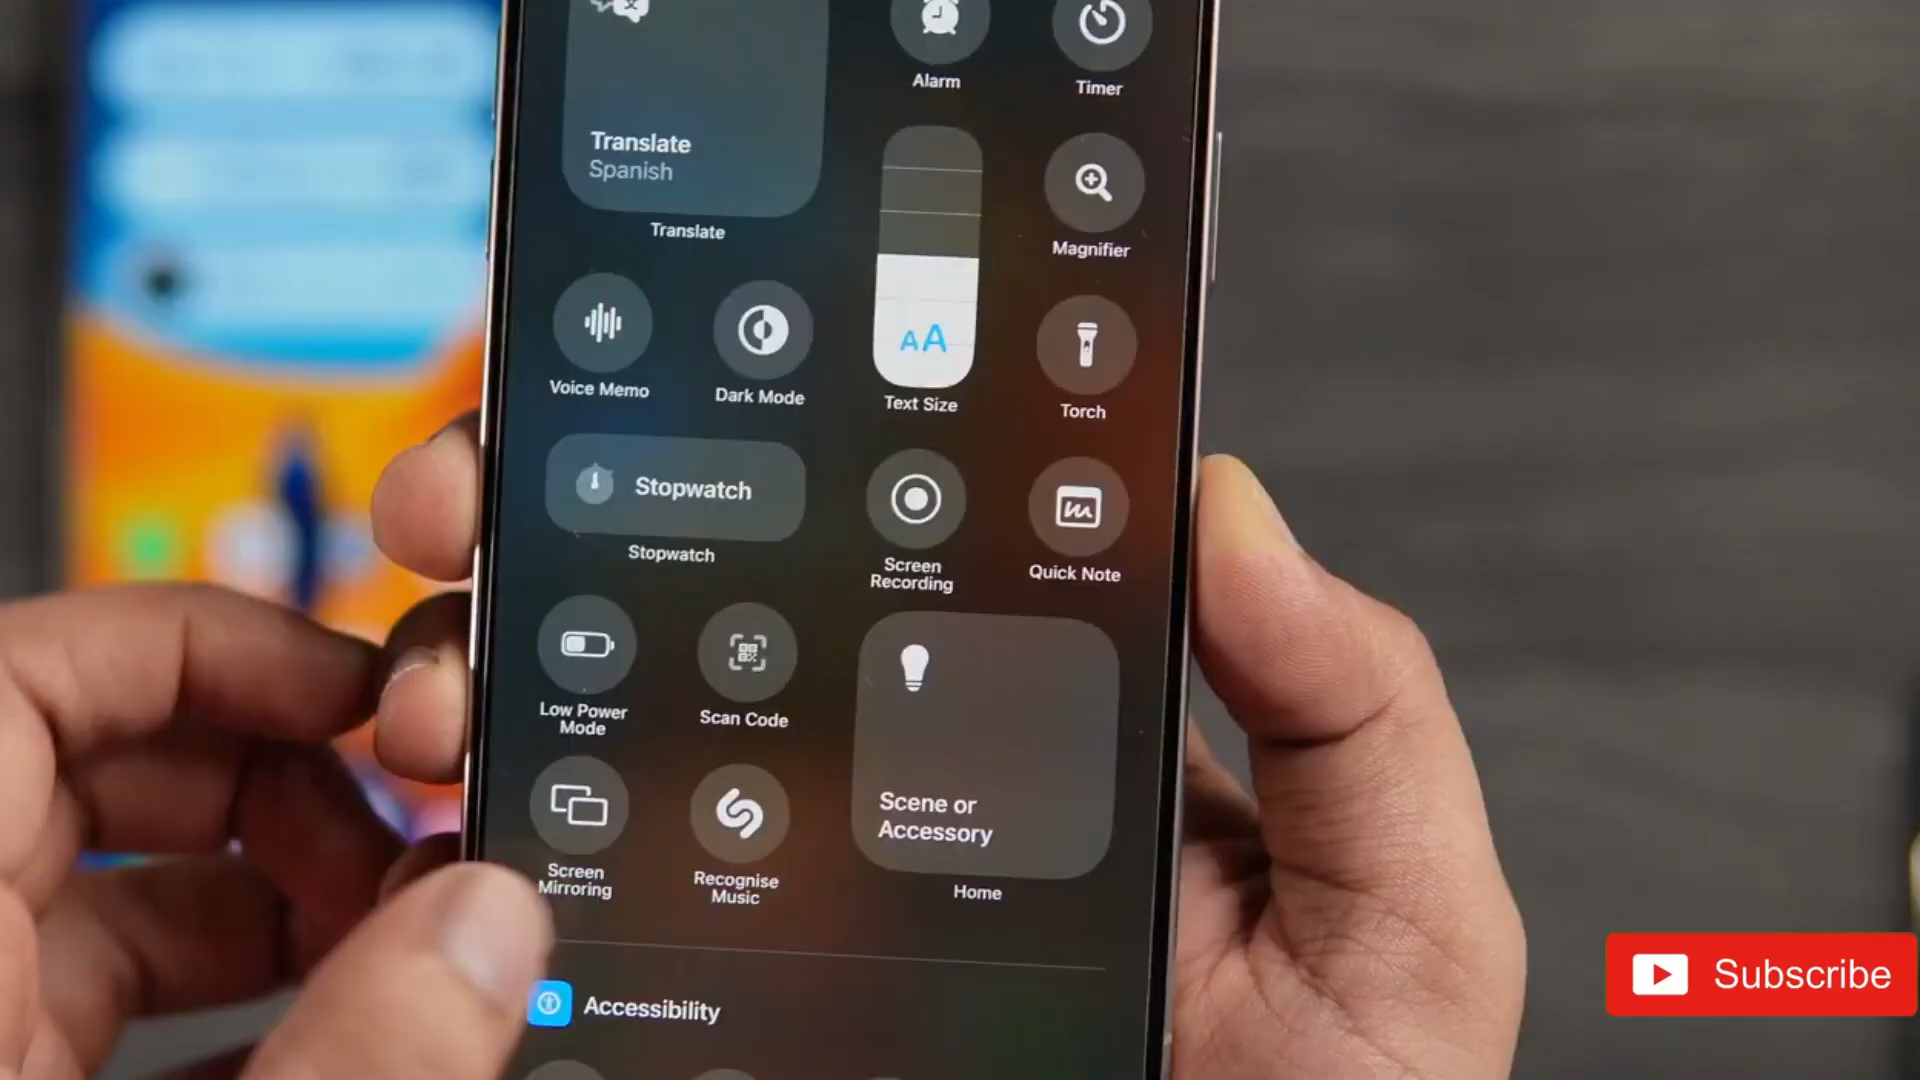 Alarm
Timer
Translate
Spanish
Translate
Magnifier
Voice Memo
Dark Mode
AA
Text Size
Torch
Stopwatch
Stopwatch
Screen
Recording
Quick Note
Low Power
Mode
Scan Code
Scene or
Accessory
Screen
Mirroring
Recognise
Music
Home
Accessibility
Subscribe